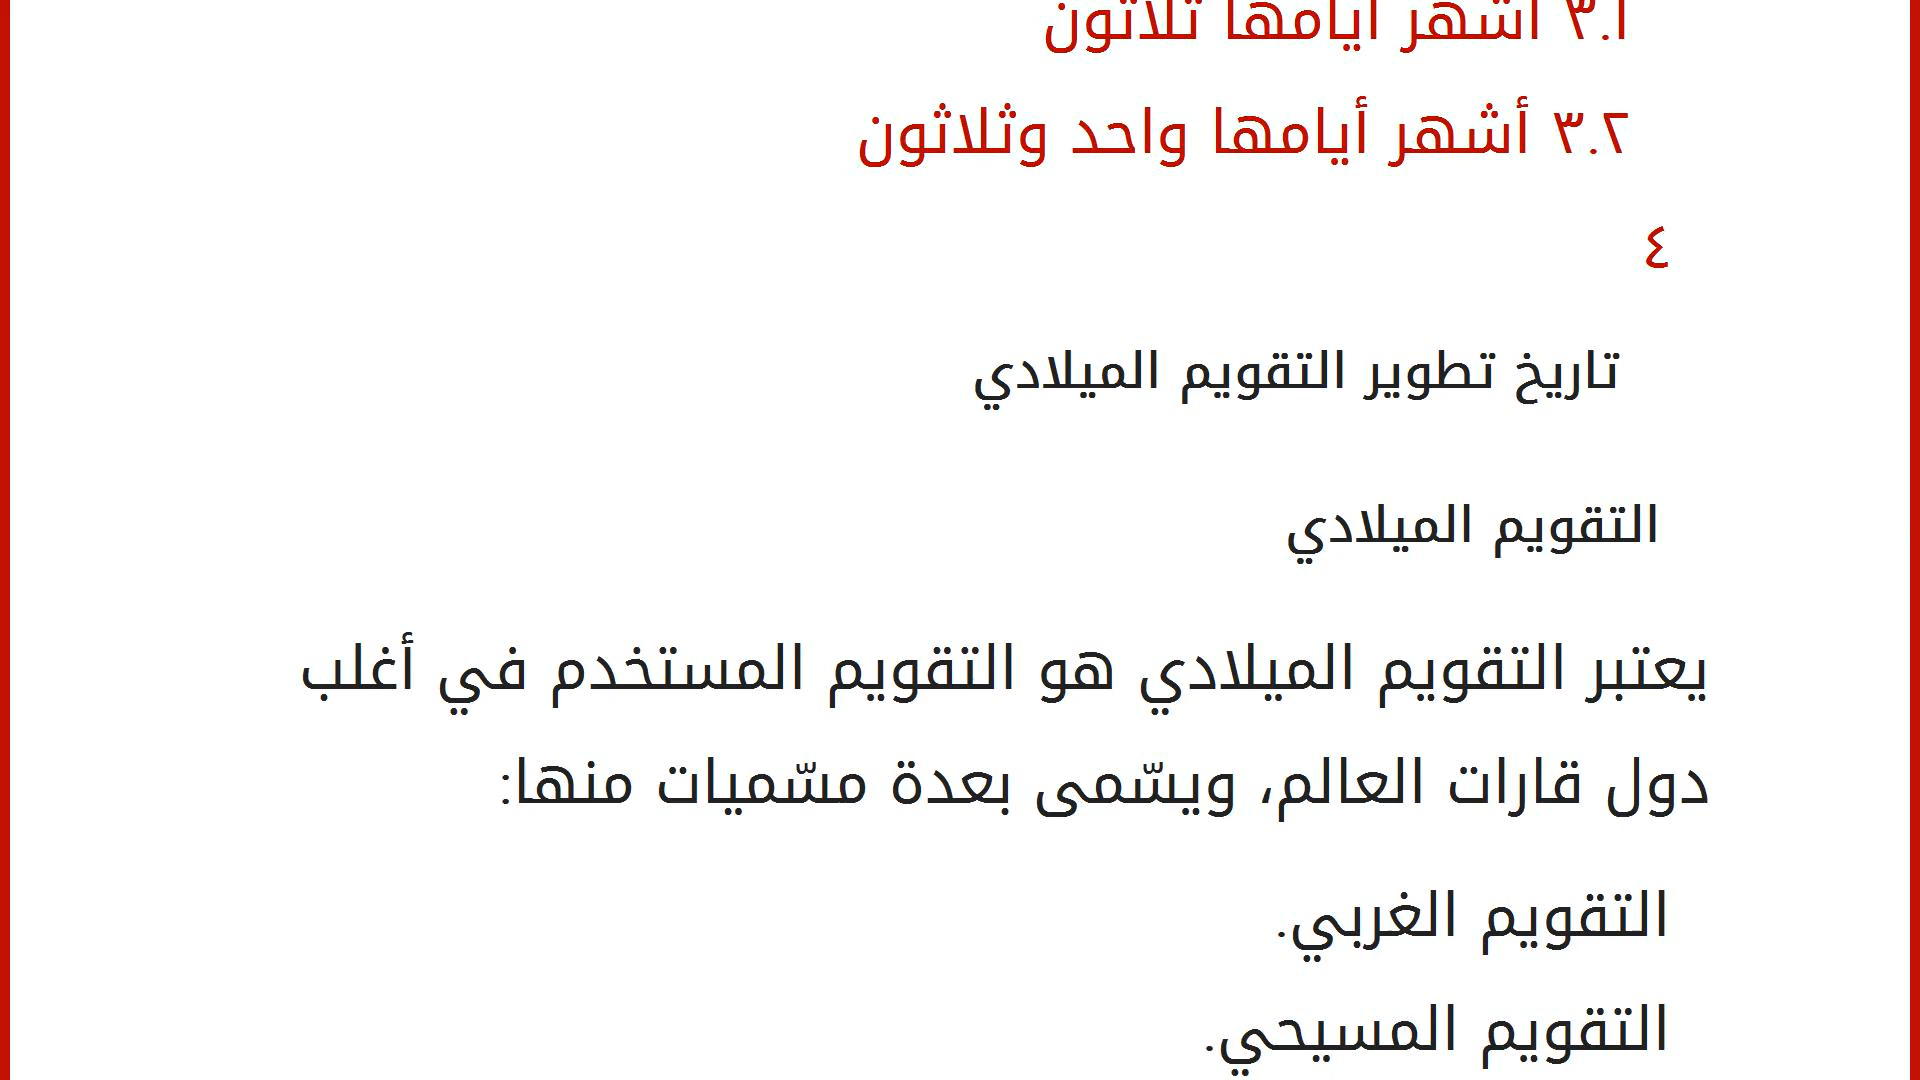 ٣.١ أشهر أيامها ثلاثون
٣.٢ أشهر أيامها واحد وثلاثون
٤
تاريخ تطوير التقويم الميلادي
التقويم الميلادي
يعتبر التقويم الميلادي هو التقويم المستخدم في أغلب
دول قارات العالم، ويسّمى بعدة مسّميات منها:
التقويم الغربي.
التقويم المسيحي.